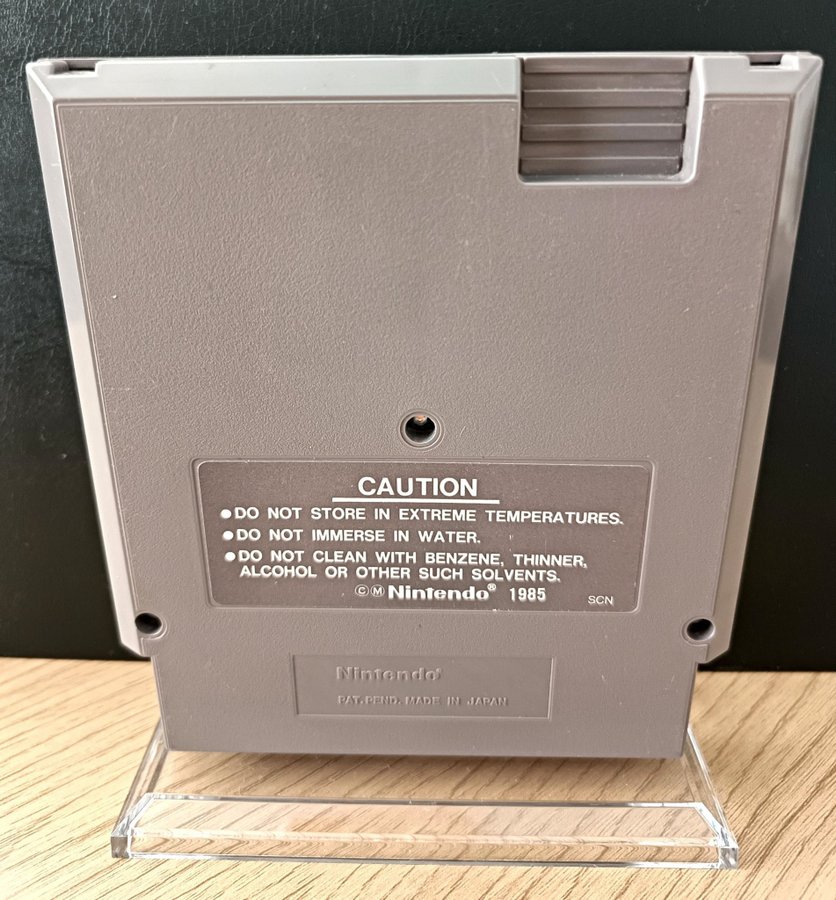 CAUTION
●DO NOT STORE IN EXTREME TEMPERATURES.
●DO NOT IMMERSE IN WATER.
●DO NOT CLEAN WITH BENZENE, THINNER,
ALCOHOL OR OTHER SUCH SOLVENTS.
©Ⓜ Nintendo® 1985 SCN
Nintendo®
PAT. PEND. MADE IN JAPAN